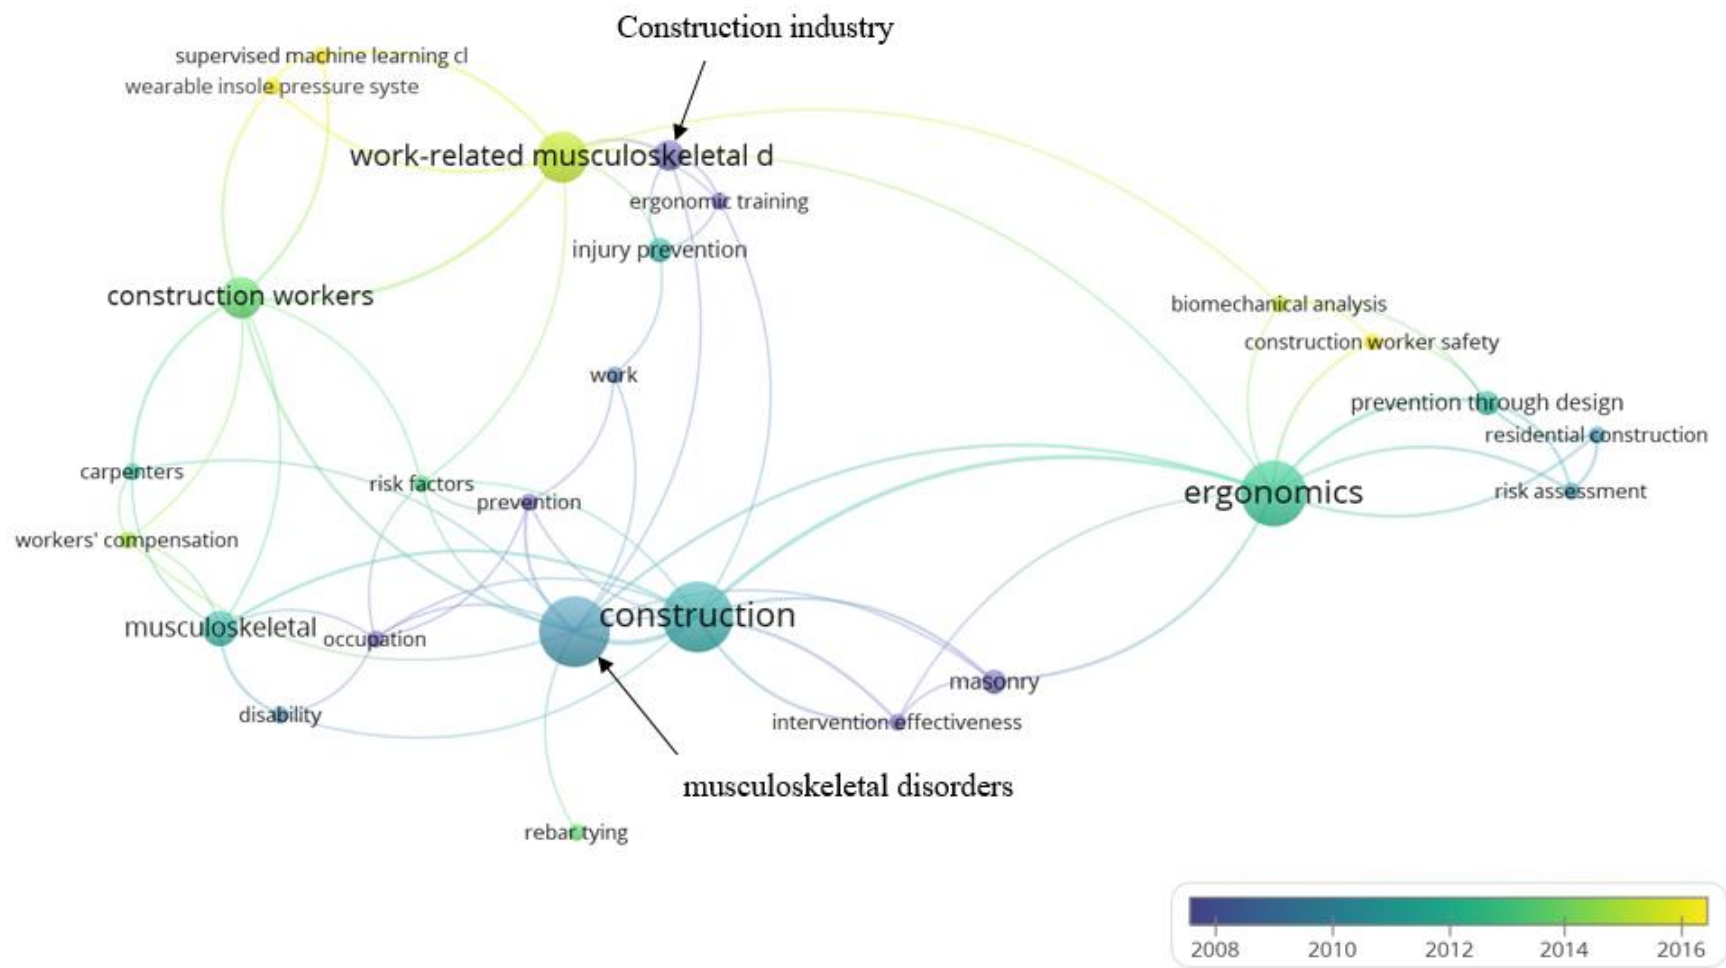 Construction industry
supervised machine learning cl
wearable insole pressure syste
work-related musculoskeletal d
ergonomic training
injury prevention
construction workers
biomechanical analysis
construction worker safety
work
prevention through design
residential construction
carpenters
risk factors
prevention
ergonomics
risk assessment
workers' compensation
musculoskeletal
occupation
construction
masonry
disability
intervention effectiveness
musculoskeletal disorders
rebar tying
2008 2010 2012 2014 2016